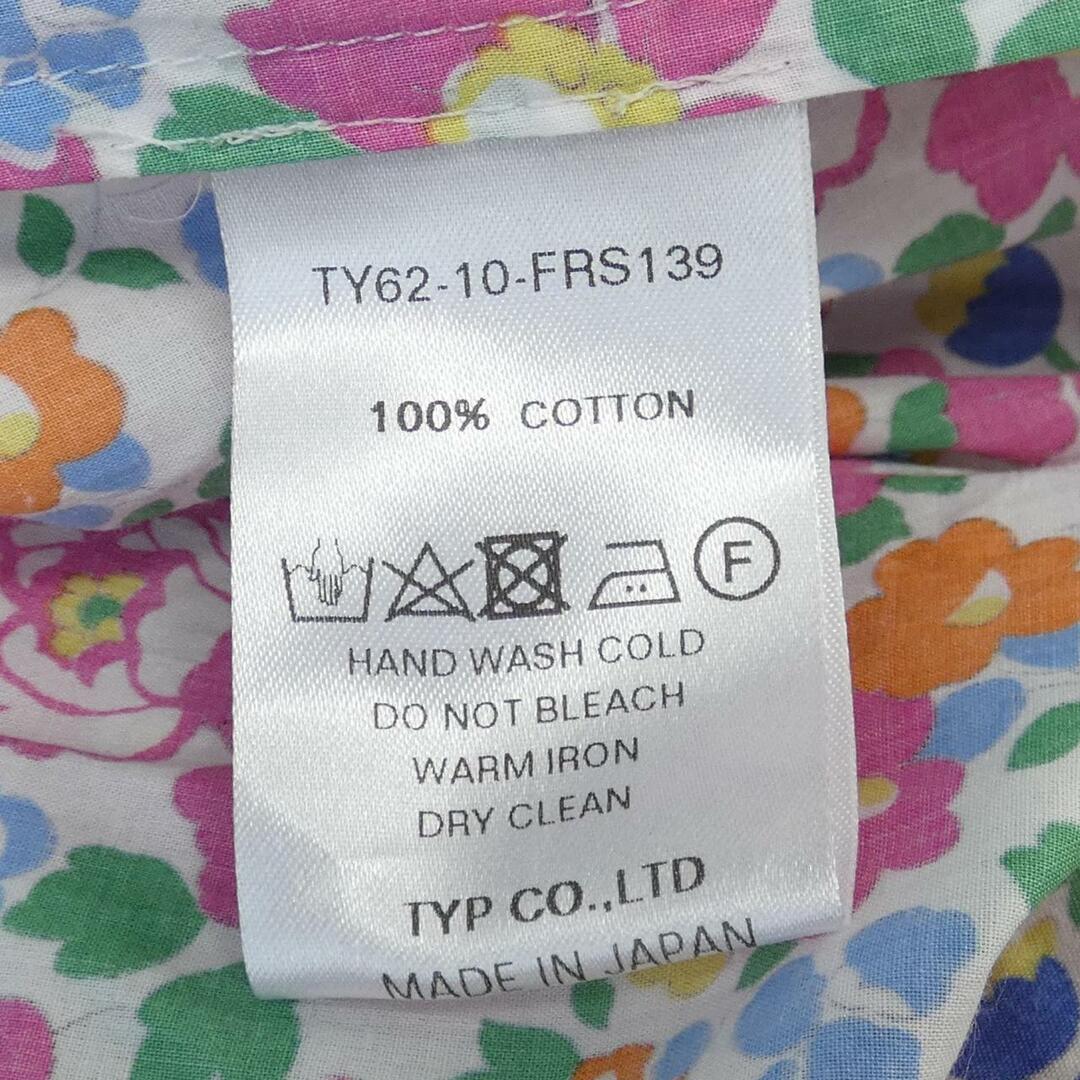 TY62-10-FRS139
100% COTTON
F
HAND WASH COLD
DO NOT BLEACH
WARM IRON
DRY CLEAN
TYP CO.,LTD
MADE IN JAPAN